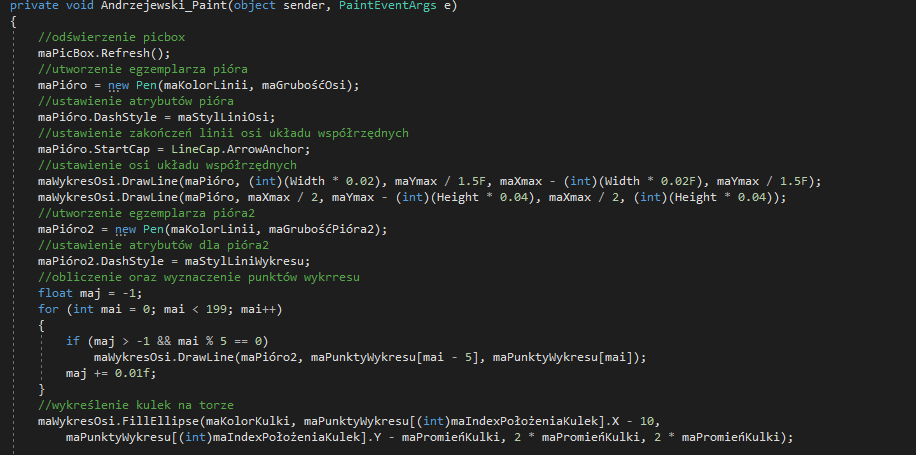 private void Andrzejewski_Paint(object sender, PaintEventArgs e)
{
//odświerzenie picbox
maPicBox.Refresh();
//utworzenie egzemplarza pióra
maPióro = new Pen(maKolorLinii, maGrubośćOsi);
//ustawienie atrybutów pióra
maPióro.DashStyle = maStylLiniOsi;
//ustawienie zakończeń linii osi układu współrzędnych
maPióro.StartCap = LineCap.ArrowAnchor;
//ustawienie osi układu współrzędnych
maWykresOsi.DrawLine(maPióro, (int)(Width * 0.02), maYmax / 1.5F, maXmax - (int)(Width * 0.02F), maYmax / 1.5F);
maWykresOsi.DrawLine(maPióro, maXmax / 2, maYmax - (int)(Height * 0.04), maXmax / 2, (int)(Height * 0.04));
//utworzenie egzemplarza pióra2
maPióro2 = new Pen(maKolorLinii, maGrubośćPióra2);
//ustawienie atrybutów dla pióra2
maPióro2.DashStyle = maStylLiniWykresu;
//obliczenie oraz wyznaczenie punktów wykrresu
float maj = -1;
for (int mai = 0; mai < 199; mai++)
{
if (maj > -1 && mai % 5 == 0)
maWykresOsi.DrawLine(maPióro2, maPunktyWykresu[mai - 5], maPunktyWykresu[mai]);
maj += 0.01f;
}
//wykreślenie kulek na torze
maWykresOsi.FillEllipse(maKolorKulki, maPunktyWykresu[(int)maIndexPołożeniaKulek].X - 10,
maPunktyWykresu[(int)maIndexPołożeniaKulek].Y - maPromieńKulki, 2 * maPromieńKulki, 2 * maPromieńKulki);